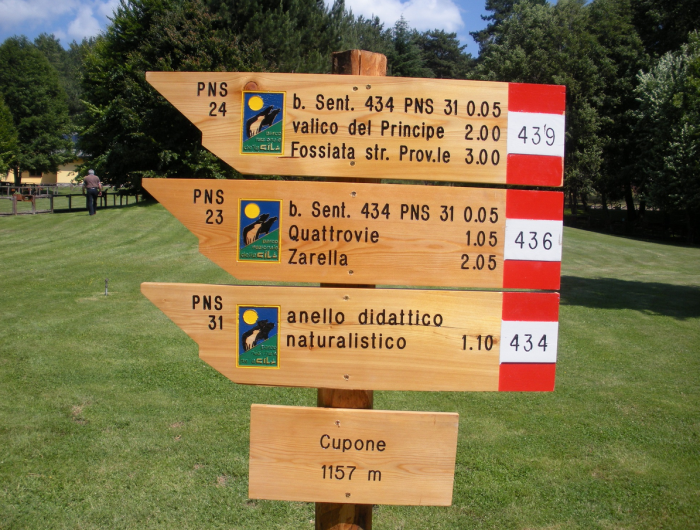 PNS 24
b. Sent. 434 PNS 31 0.05
valico del Principe 2.00
Fossiata str. Prov.le 3.00
439
PNS 23
b. Sent. 434 PNS 31 0.05
Quattrovie 1.05
Zarella 2.05
436
PNS 31
anello didattico
naturalistico 1.10
434
Cupone
1157 m